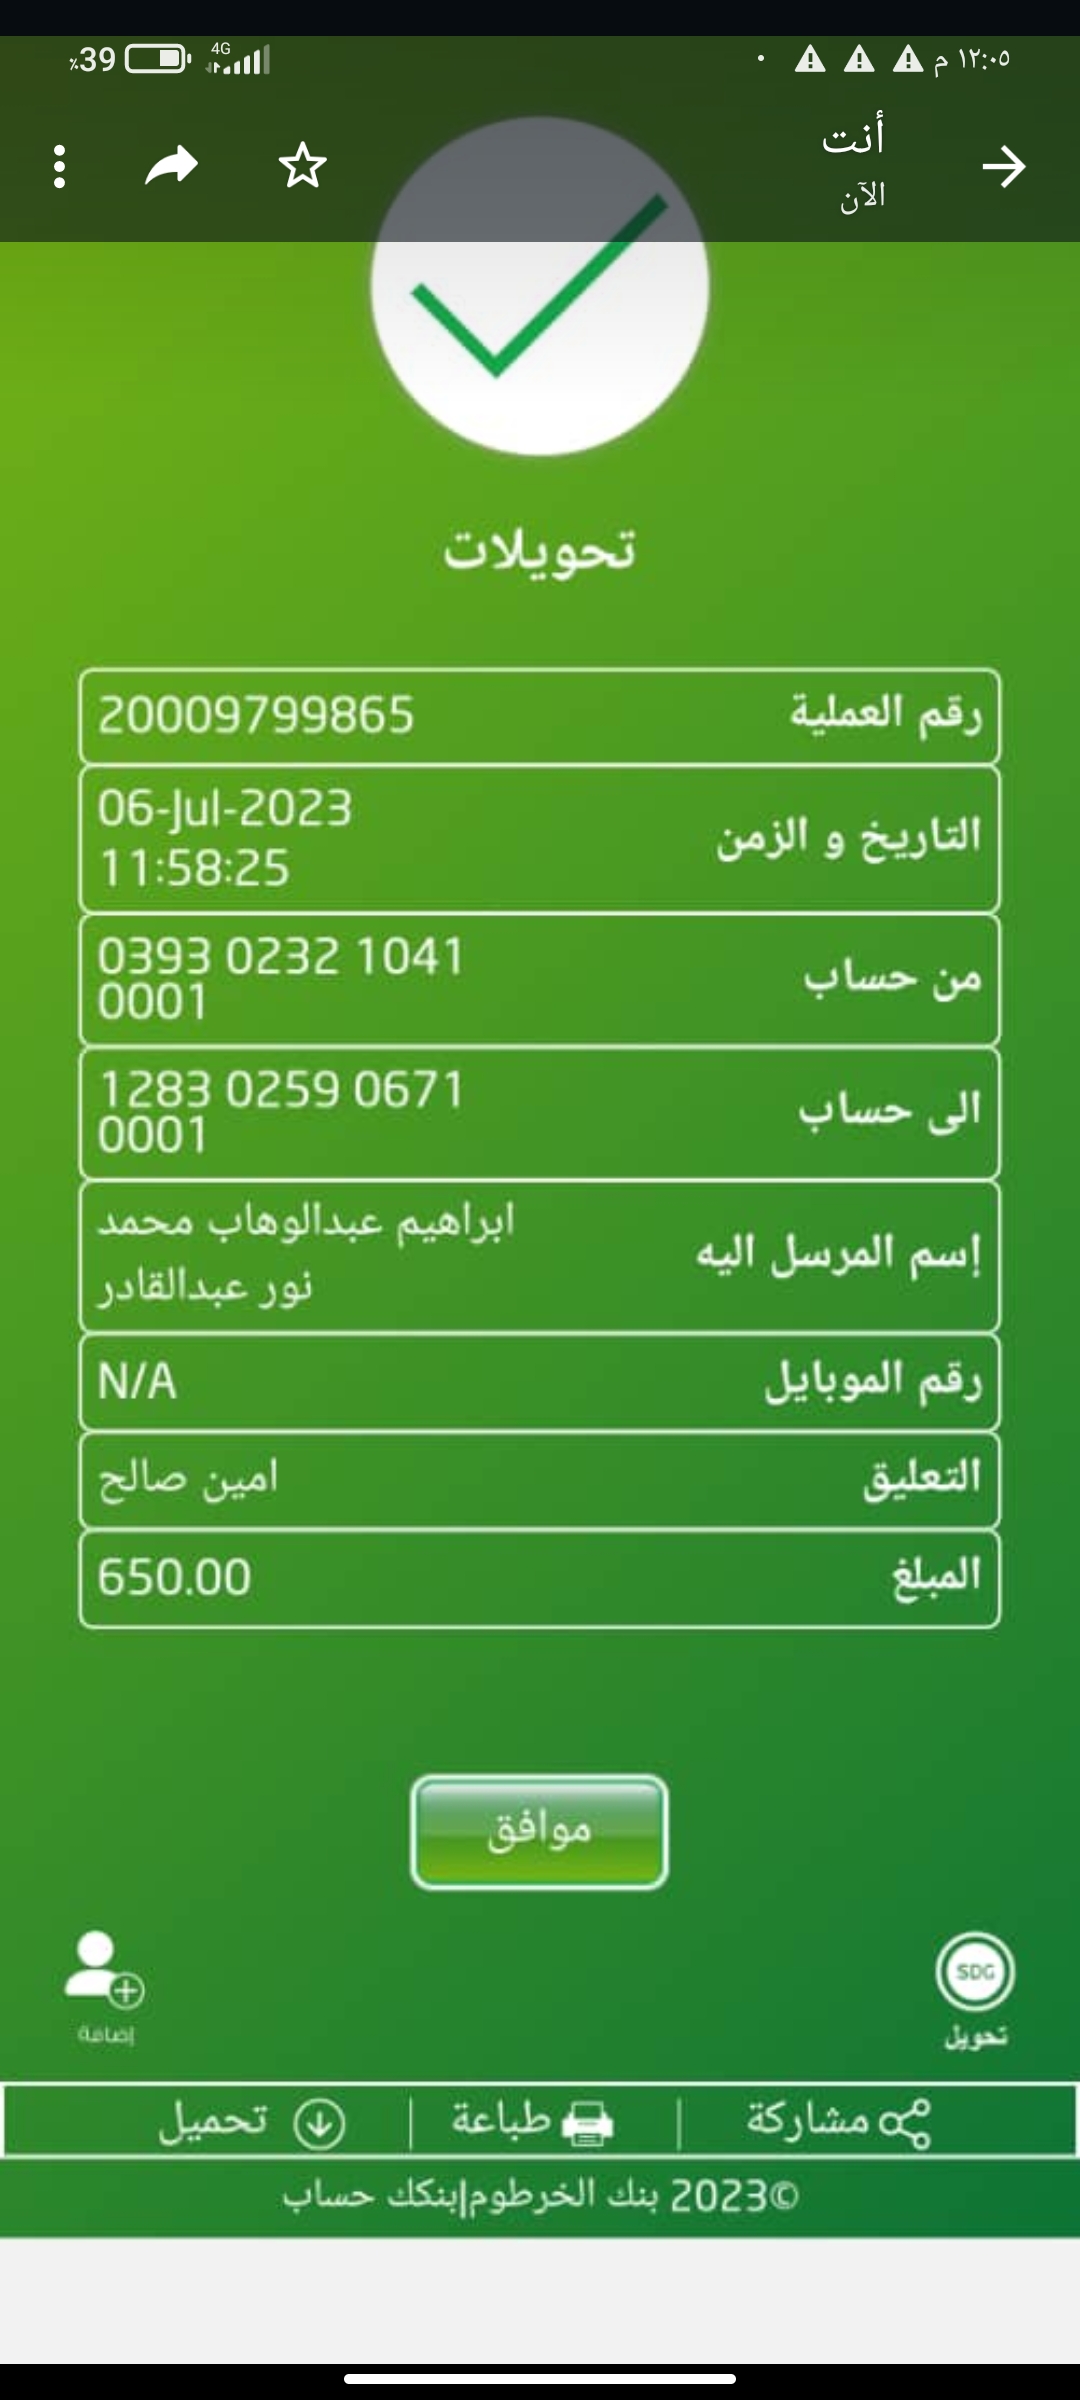 ٪39 4G ١٢:٠٥ م
أنت
الآن
تحويلات
رقم العملية 20009799865
التاريخ و الزمن 06-Jul-2023
11:58:25
من حساب 0393 0232 1041
0001
الى حساب 1283 0259 0671
0001
إسم المرسل اليه ابراهيم عبدالوهاب محمد
نور عبدالقادر
رقم الموبايل N/A
التعليق امين صالح
المبلغ 650.00
موافق
SDG
تحويل إضافة
مشاركة | طباعة | تحميل
©2023 بنك الخرطوم|بنكك حساب